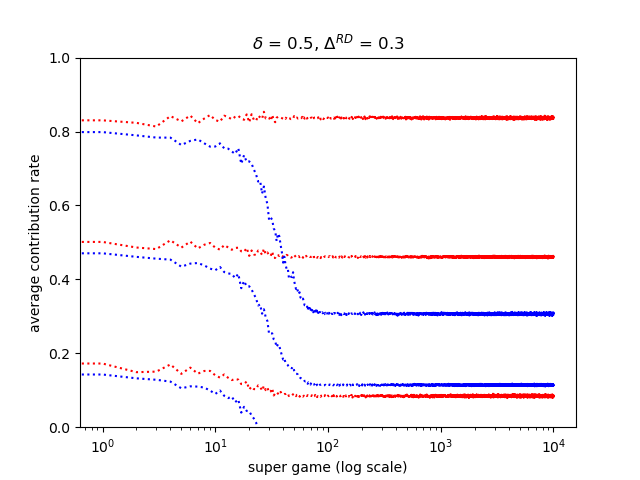 δ = 0.5, Δ^{RD} = 0.3
1.0
0.8
0.6
0.4
0.2
0.0
average contribution rate
10^0 10^1 10^2 10^3 10^4
super game (log scale)